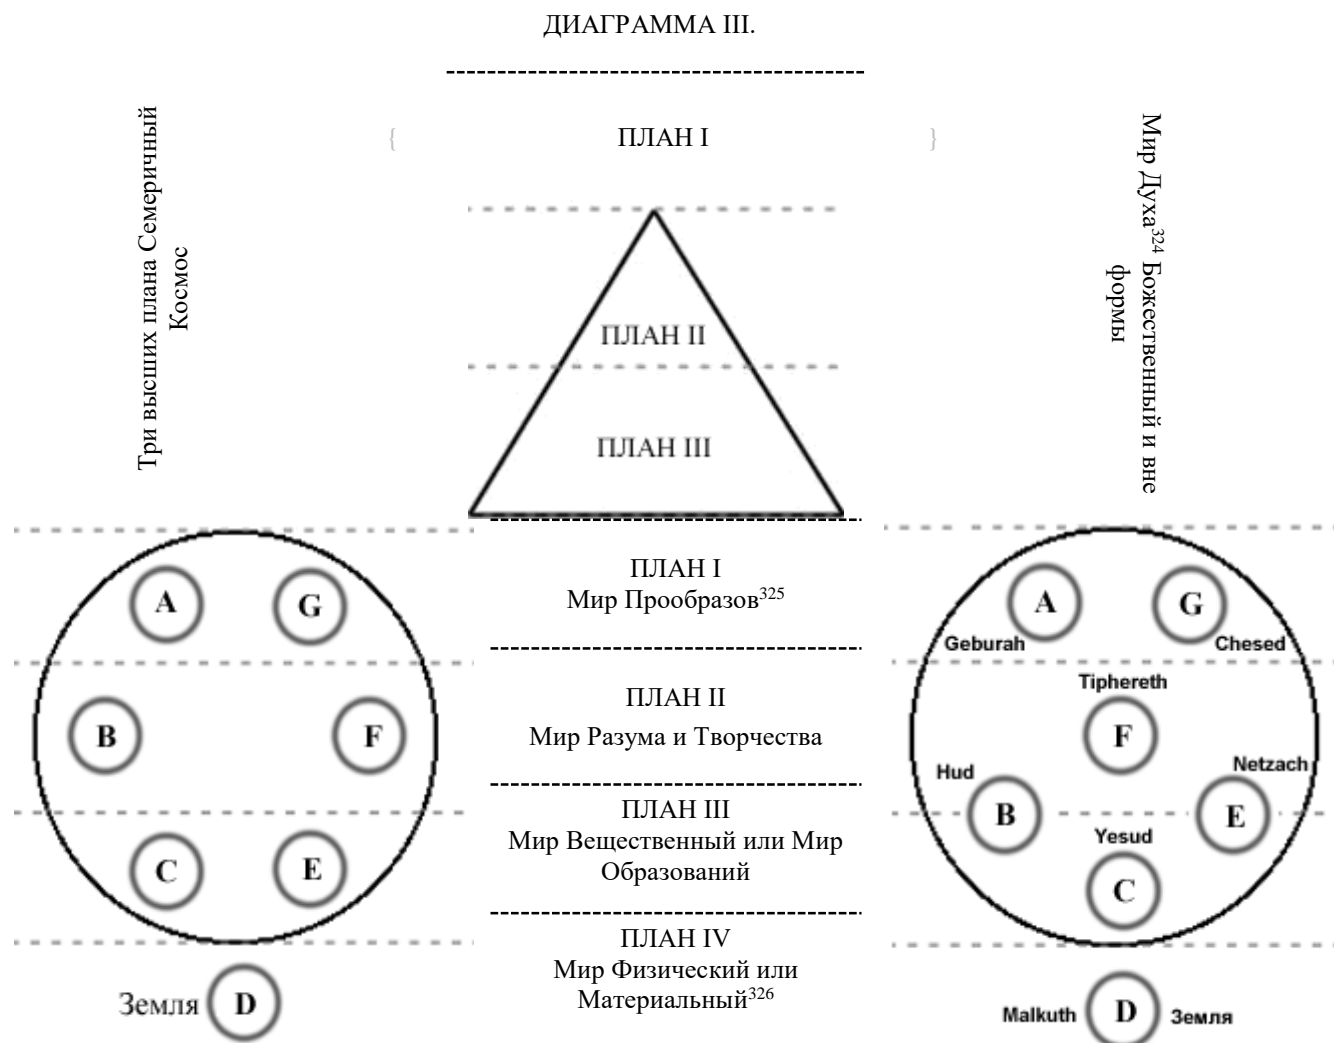 ДИАГРАММА III.
Три высших плана Семеричный
Космос
{
ПЛАН I
}
Мир Духа³²⁴ Божественный и вне
формы
ПЛАН II
ПЛАН III
A
G
B
F
C
E
Земля D
ПЛАН I
Мир Прообразов³²⁵
ПЛАН II
Мир Разума и Творчества
ПЛАН III
Мир Вещественный или Мир
Образований
ПЛАН IV
Мир Физический или
Материальный³²⁶
A
G
Geburah
Chesed
Tiphereth
F
Hud
Netzach
B
E
Yesud
C
Malkuth D Земля